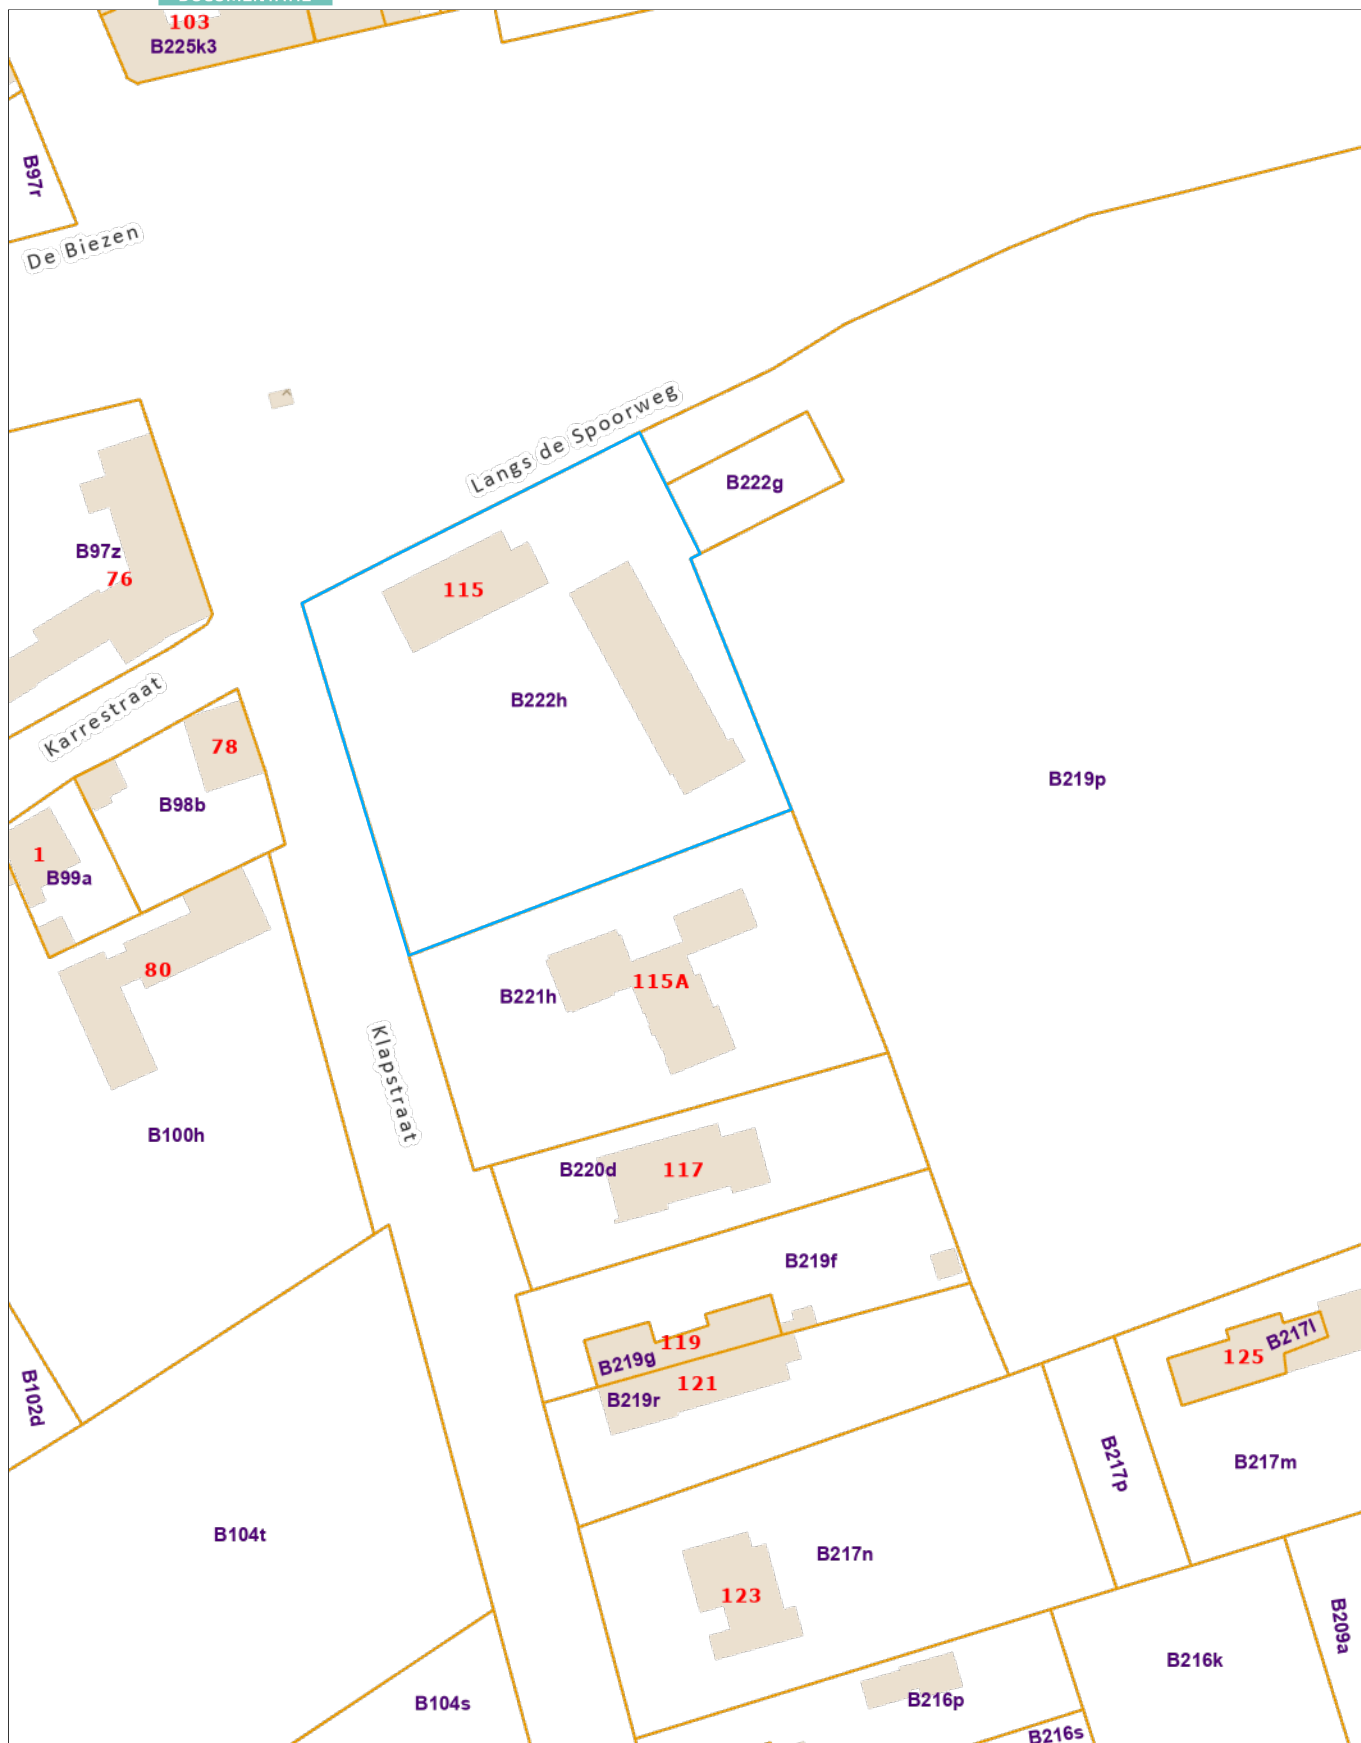 103
B225k3
B97r
De Biezen
Langs de Spoorweg
B222g
B97z
76
115
B222h
Karrestraat
78
B98b
B219p
1
B99a
80
115A
B221h
Klapstraat
B100h
B220d
117
B219f
119
B219g
121
B219r
B217l
125
B102d
B217p
B217m
B104t
B217n
123
B209a
B216k
B104s
B216p
B216s